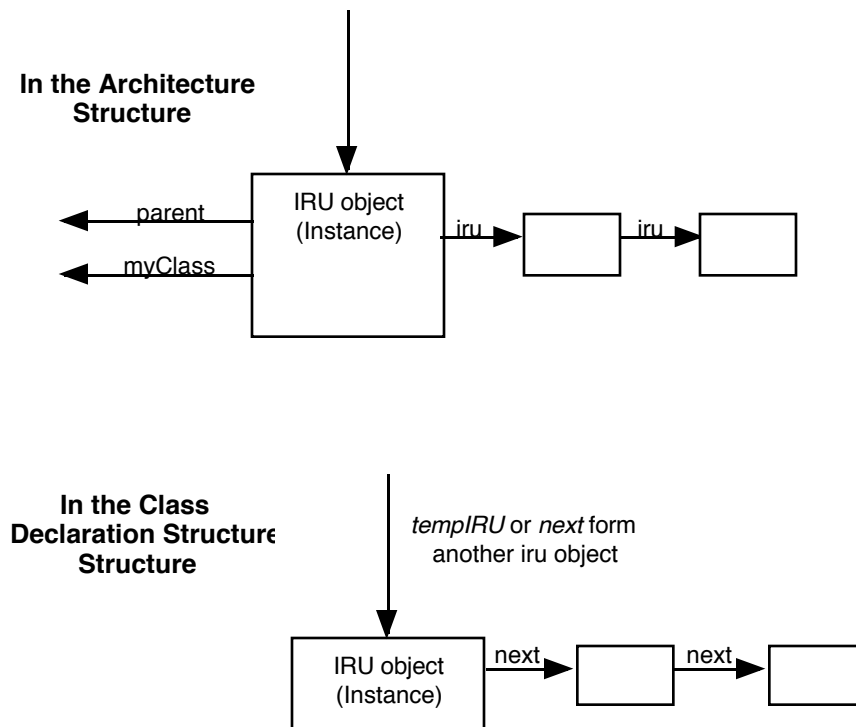 In the Architecture
Structure
IRU object
(Instance)
parent
myClass
iru
iru
In the Class
Declaration Structure
Structure
tempIRU or next form
another iru object
IRU object
(Instance)
next
next